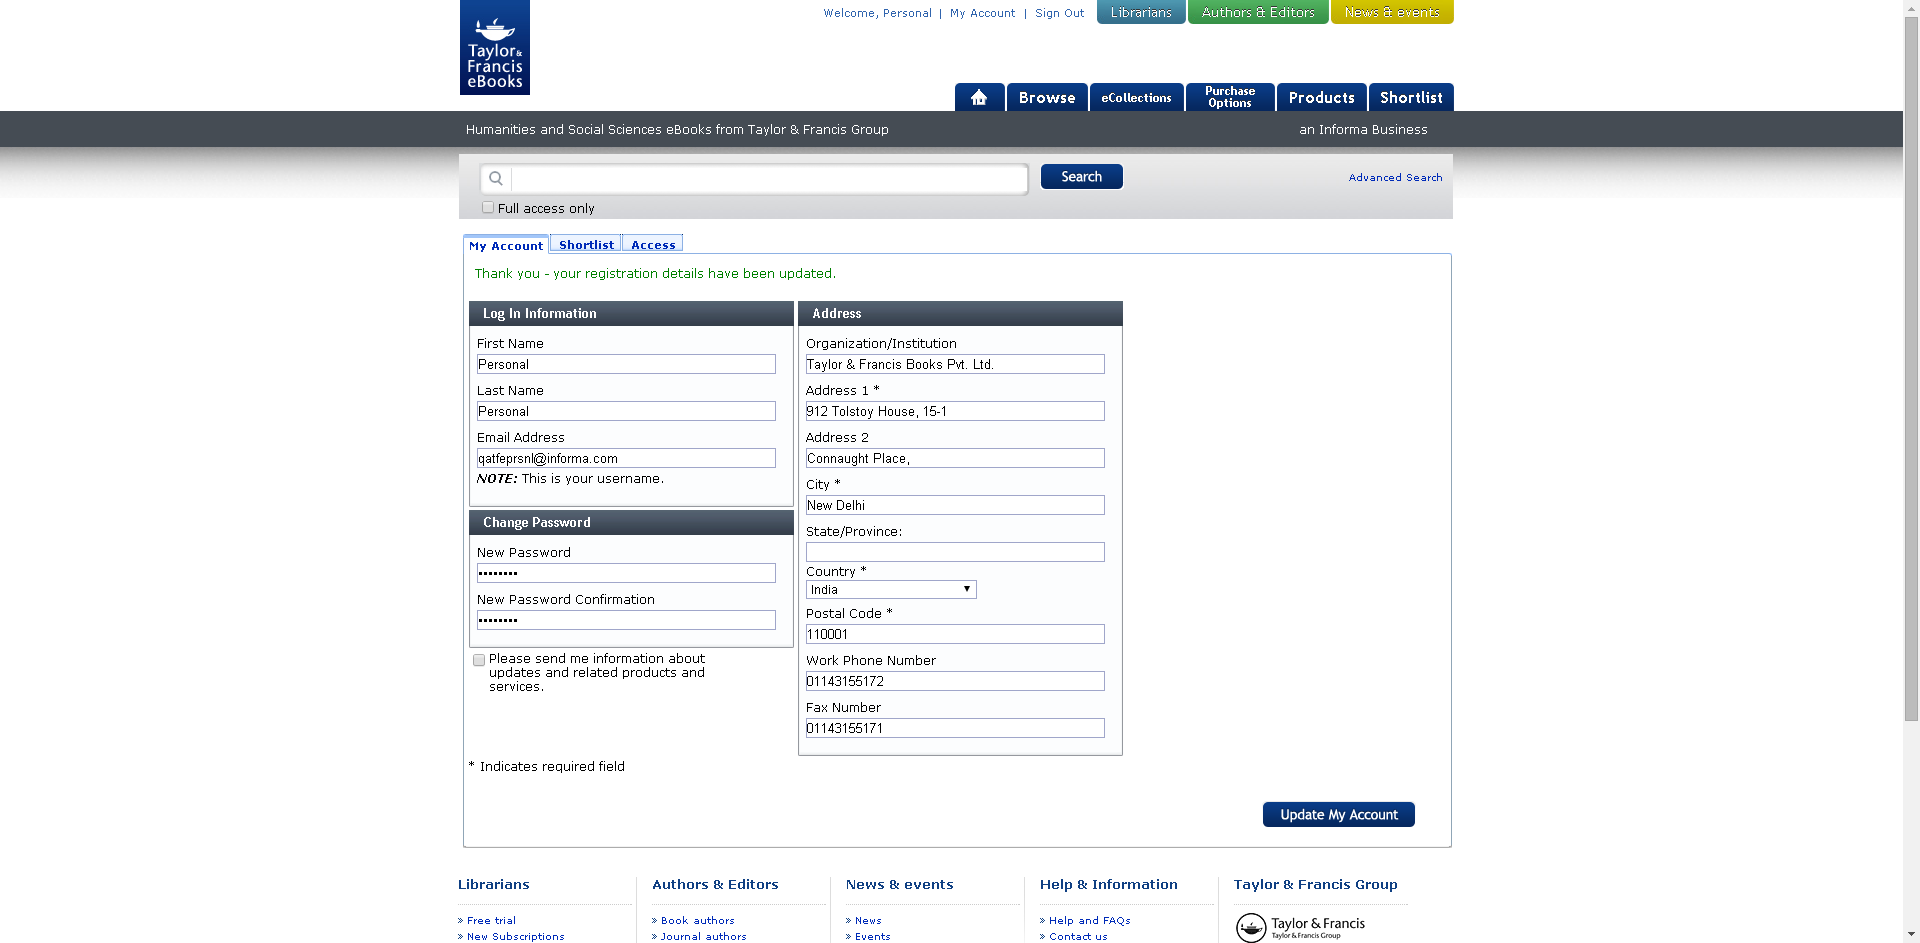 Taylor &
Francis
eBooks
Welcome, Personal | My Account | Sign Out
Librarians
Authors & Editors
News & events
Browse
eCollections
Purchase
Options
Products
Shortlist
Humanities and Social Sciences eBooks from Taylor & Francis Group
an Informa Business
Search
Advanced Search
Full access only
My Account
Shortlist
Access
Thank you - your registration details have been updated.
Log In Information
First Name
Personal
Last Name
Personal
Email Address
qatfeprsnl@informa.com
NOTE: This is your username.
Change Password
New Password
••••••••
New Password Confirmation
••••••••
Please send me information about
updates and related products and
services.
Address
Organization/Institution
Taylor & Francis Books Pvt. Ltd.
Address 1 *
912 Tolstoy House, 15-1
Address 2
Connaught Place,
City *
New Delhi
State/Province:
Country *
India
Postal Code *
110001
Work Phone Number
01143155172
Fax Number
01143155171
* Indicates required field
Update My Account
Librarians
» Free trial
» New Subscriptions
Authors & Editors
» Book authors
» Journal authors
News & events
» News
» Events
Help & Information
» Help and FAQs
» Contact us
Taylor & Francis Group
Taylor & Francis
Taylor & Francis Group